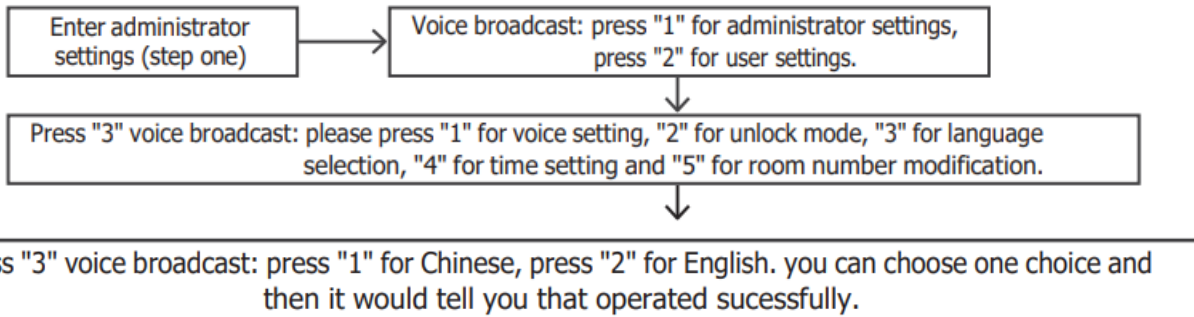 Enter administrator
settings (step one)
Voice broadcast: press "1" for administrator settings,
press "2" for user settings.
Press "3" voice broadcast: please press "1" for voice setting, "2" for unlock mode, "3" for language
selection, "4" for time setting and "5" for room number modification.
"3" voice broadcast: press "1" for Chinese, press "2" for English. you can choose one choice and
then it would tell you that operated sucessfully.